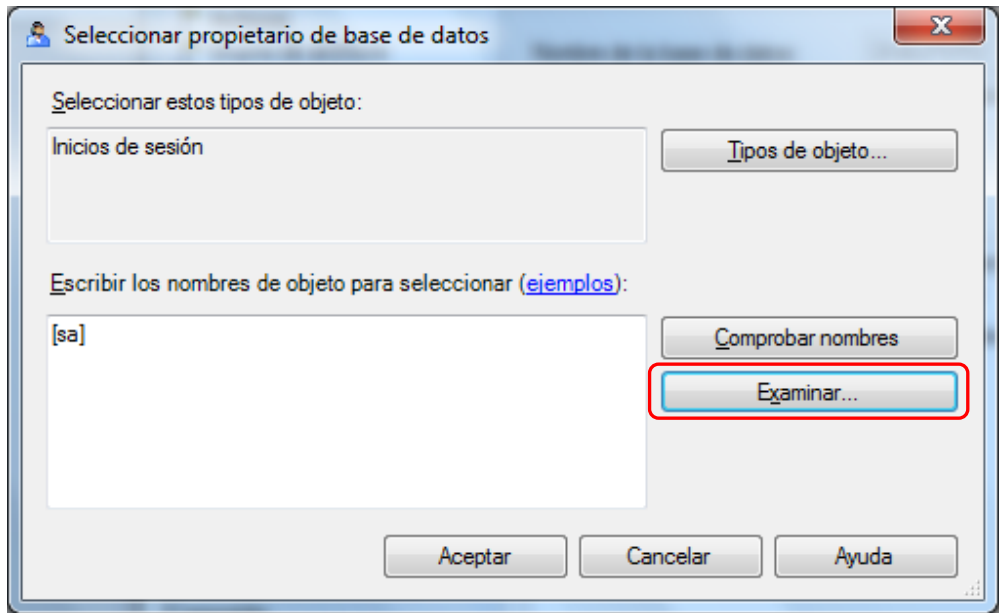 Seleccionar propietario de base de datos
Seleccionar estos tipos de objeto:
Inicios de sesión
Tipos de objeto...
Escribir los nombres de objeto para seleccionar (ejemplos):
[sa]
Comprobar nombres
Examinar...
Aceptar
Cancelar
Ayuda